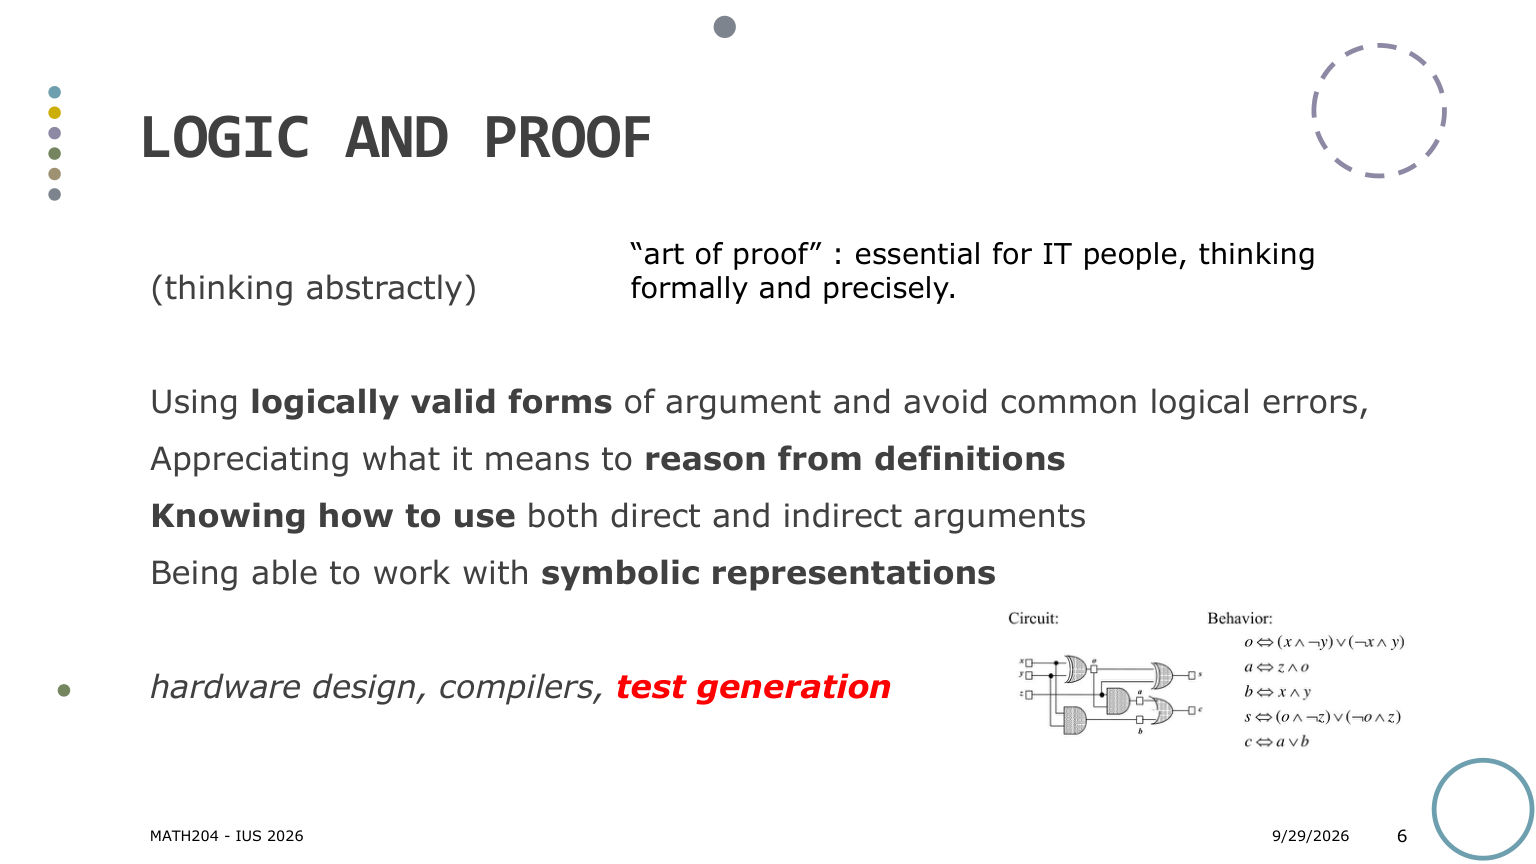 LOGIC AND PROOF
(thinking abstractly)
“art of proof” : essential for IT people, thinking
formally and precisely.
Using logically valid forms of argument and avoid common logical errors,
Appreciating what it means to reason from definitions
Knowing how to use both direct and indirect arguments
Being able to work with symbolic representations
hardware design, compilers, test generation
Circuit:
x
y
z
o
a
b
s
c
Behavior:
o ⇔ (x ∧ ¬y) ∨ (¬x ∧ y)
a ⇔ z ∧ o
b ⇔ x ∧ y
s ⇔ (o ∧ ¬z) ∨ (¬o ∧ z)
c ⇔ a ∨ b
MATH204 - IUS 2026
9/29/2026
6